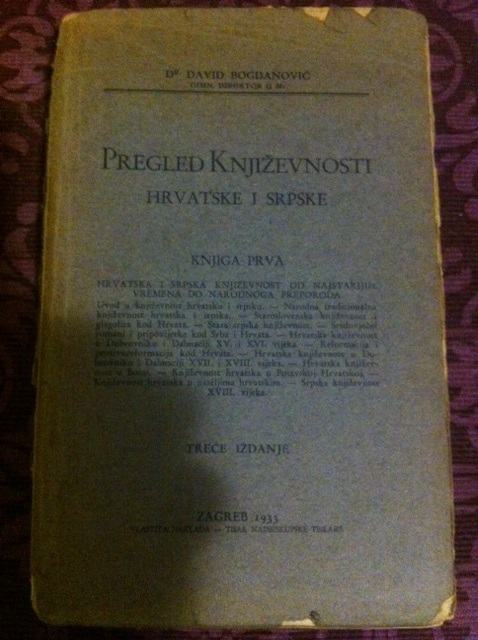 Dr DAVID BOGDANOVIĆ
GIMN. DIREKTOR U M.
PREGLED KNJIŽEVNOSTI
HRVATSKE I SRPSKE
KNJIGA PRVA
HRVATSKA I SRPSKA KNJIŽEVNOST OD NAJSTARIJIH
VREMENA DO NARODNOGA PREPORODA
Uvod u književnost hrvatsku i srpsku. — Narodna tradicionalna
književnost hrvatska i srpska. — Staroslovenska književnost i
glagolica kod Hrvata. — Stara srpska književnost. — Srednjovječni
romani i pripovijetke kod Srba i Hrvata. — Hrvatska književnost
u Dubrovniku i Dalmaciji XV. i XVI. vijeka. — Reformacija i
protureformacija kod Hrvata. — Hrvatska književnost u Du-
brovniku i Dalmaciji XVII. i XVIII. vijeka. — Hrvatska književ-
nost u Bosni. — Književnost hrvatska u Posavskoj Hrvatskoj. —
Književnost hrvatska u narječjima hrvatskim. — Srpska književnost
XVIII. vijeka.
TREĆE IZDANJE
ZAGREB 1933
VLASTITA NAKLADA — TISAK NADBISKUPSKE TISKARE